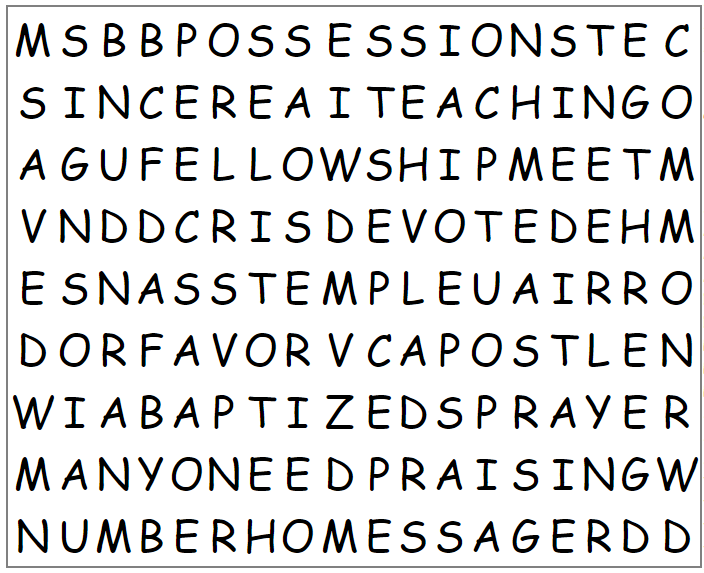 MSBBPOSSESSIONSTEC
SINCEREAITEACHINGO
AGUFELLOWSHIPMEETM
VNDDCRISDEVOTEDEHM
ESNASSTEMPLEUAIRRO
DORFAVORVCAPOSTLEN
WIABAPTIZEDSPRAYER
MANYONEEDPRAISINGW
NUMBERHOMESSAGERDD